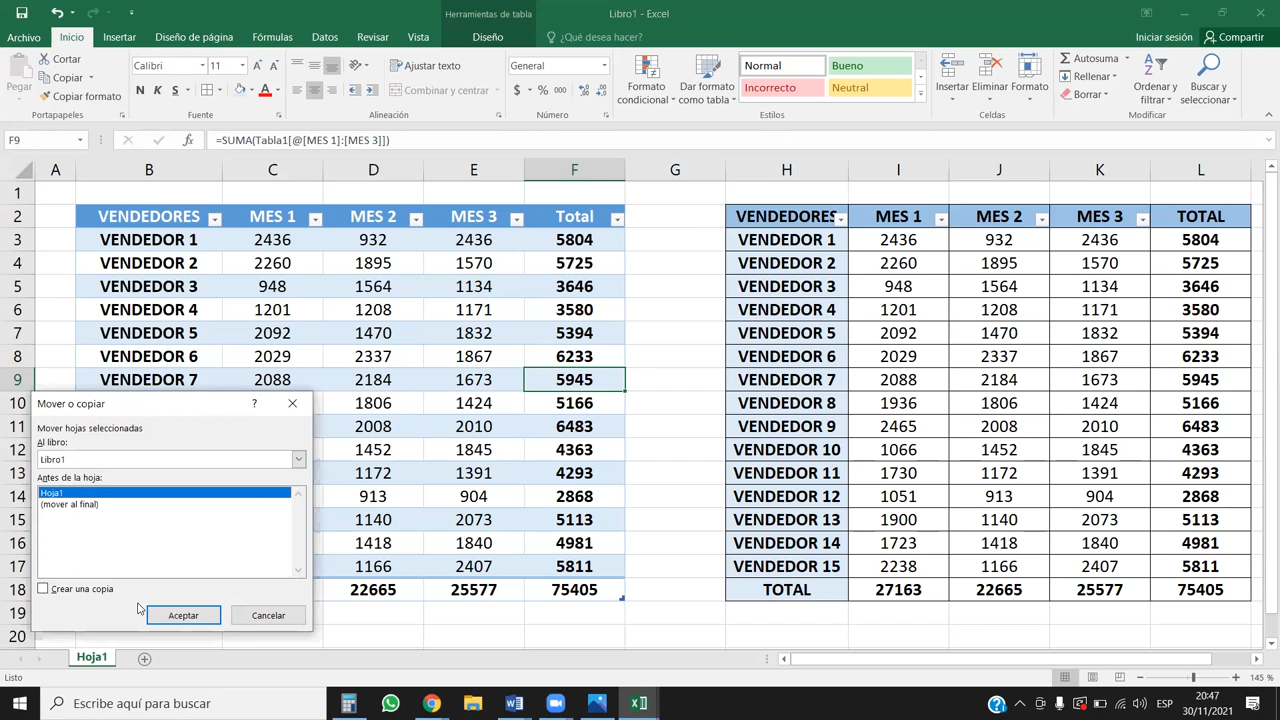 Herramientas de tabla
Libro1 - Excel
Archivo Inicio Insertar Diseño de página Fórmulas Datos Revisar Vista Diseño ¿Qué desea hacer? Iniciar sesión Compartir
Pegar
Cortar
Copiar
Copiar formato
Portapapeles
Calibri 11
N K S
Fuente
Ajustar texto
Combinar y centrar
Alineación
General
$ % 000
Número
Formato condicional
Dar formato como tabla
Normal Bueno
Incorrecto Neutral
Estilos
Insertar Eliminar Formato
Celdas
Autosuma
Rellenar
Borrar
Ordenar y filtrar
Buscar y seleccionar
Modificar
F9 fx =SUMA(Tabla1[@[MES 1]:[MES 3]])
A B C D E F G H I J K L
1
2 VENDEDORES MES 1 MES 2 MES 3 Total VENDEDORES MES 1 MES 2 MES 3 TOTAL
3 VENDEDOR 1 2436 932 2436 5804 VENDEDOR 1 2436 932 2436 5804
4 VENDEDOR 2 2260 1895 1570 5725 VENDEDOR 2 2260 1895 1570 5725
5 VENDEDOR 3 948 1564 1134 3646 VENDEDOR 3 948 1564 1134 3646
6 VENDEDOR 4 1201 1208 1171 3580 VENDEDOR 4 1201 1208 1171 3580
7 VENDEDOR 5 2092 1470 1832 5394 VENDEDOR 5 2092 1470 1832 5394
8 VENDEDOR 6 2029 2337 1867 6233 VENDEDOR 6 2029 2337 1867 6233
9 VENDEDOR 7 2088 2184 1673 5945 VENDEDOR 7 2088 2184 1673 5945
10 1806 1424 5166 VENDEDOR 8 1936 1806 1424 5166
11 2008 2010 6483 VENDEDOR 9 2465 2008 2010 6483
12 1452 1845 4363 VENDEDOR 10 1066 1452 1845 4363
13 1172 1391 4293 VENDEDOR 11 1730 1172 1391 4293
14 913 904 2868 VENDEDOR 12 1051 913 904 2868
15 1140 2073 5113 VENDEDOR 13 1900 1140 2073 5113
16 1418 1840 4981 VENDEDOR 14 1723 1418 1840 4981
17 1166 2407 5811 VENDEDOR 15 2238 1166 2407 5811
18 22665 25577 75405 TOTAL 27163 22665 25577 75405
19
20
Mover o copiar ?
Mover hojas seleccionadas
Al libro:
Libro1
Antes de la hoja:
Hoja1
(mover al final)
Crear una copia
Aceptar Cancelar
Hoja1
Listo 145 %
Escribe aquí para buscar
ESP
20:47
30/11/2021